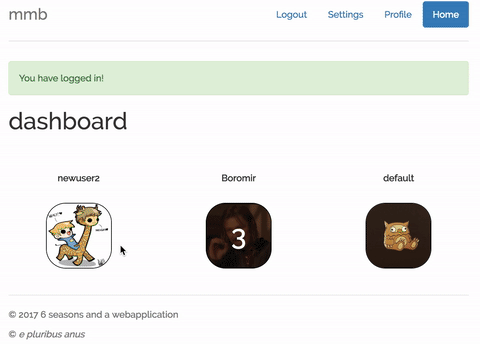 mmb
Logout Settings Profile Home
You have logged in!
dashboard
newuser2 Boromir default
3
© 2017 6 seasons and a webapplication
© e pluribus anus